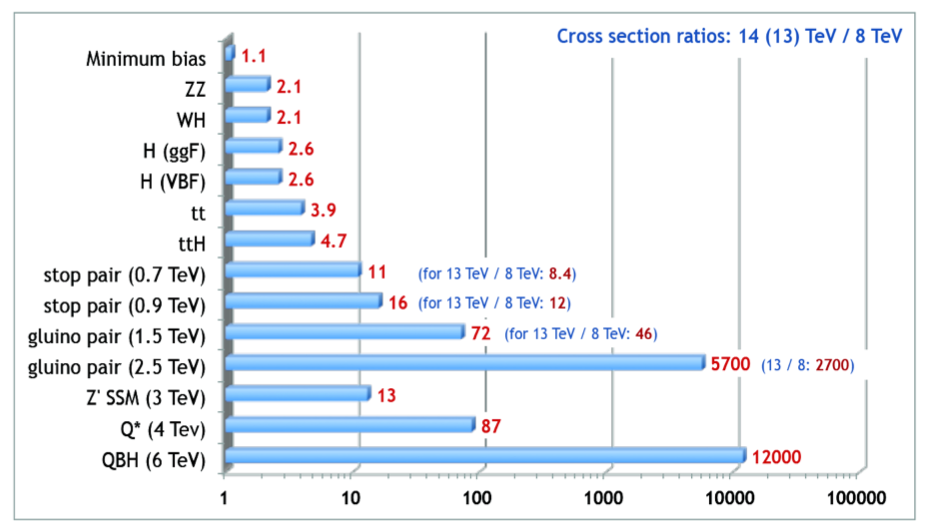 Cross section ratios: 14 (13) TeV / 8 TeV
Minimum bias 1.1
ZZ 2.1
WH 2.1
H (ggF) 2.6
H (VBF) 2.6
tt 3.9
ttH 4.7
stop pair (0.7 TeV) 11 (for 13 TeV / 8 TeV: 8.4)
stop pair (0.9 TeV) 16 (for 13 TeV / 8 TeV: 12)
gluino pair (1.5 TeV) 72 (for 13 TeV / 8 TeV: 46)
gluino pair (2.5 TeV) 5700 (13 / 8: 2700)
Z' SSM (3 TeV) 13
Q* (4 Tev) 87
QBH (6 TeV) 12000
1 10 100 1000 10000 100000